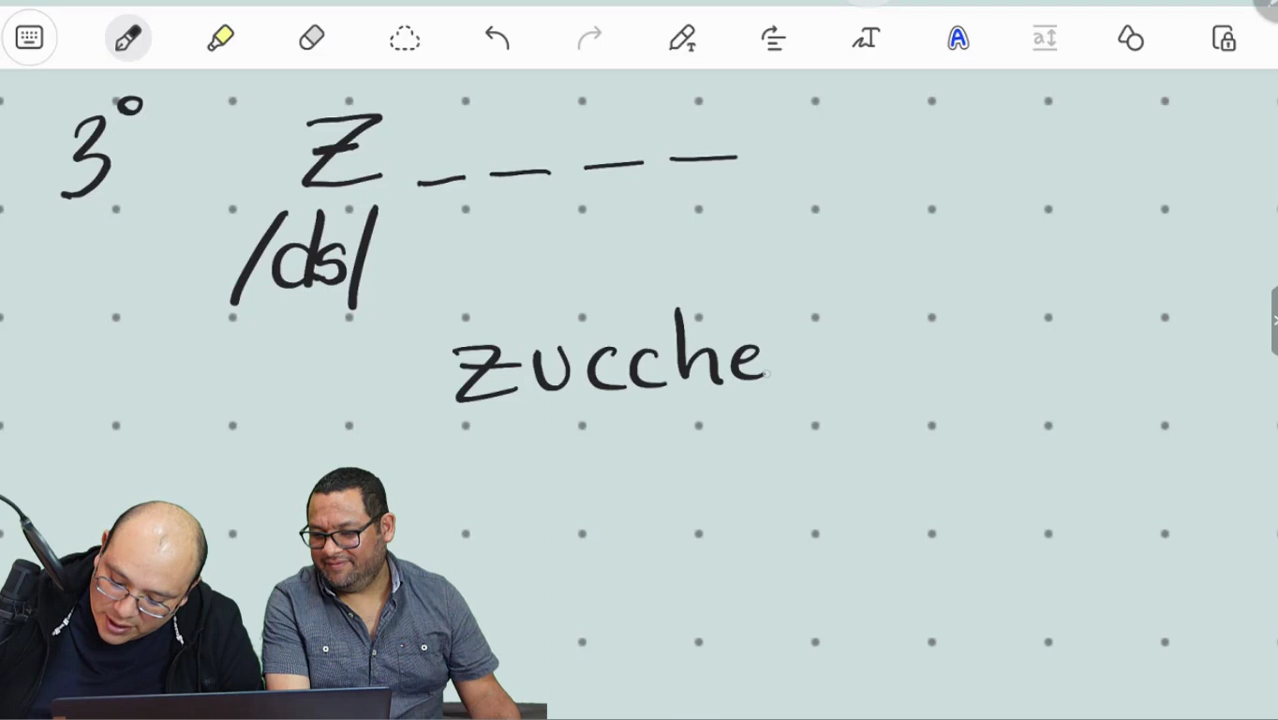 3° Z _ _ _ _
/ds/
zucche